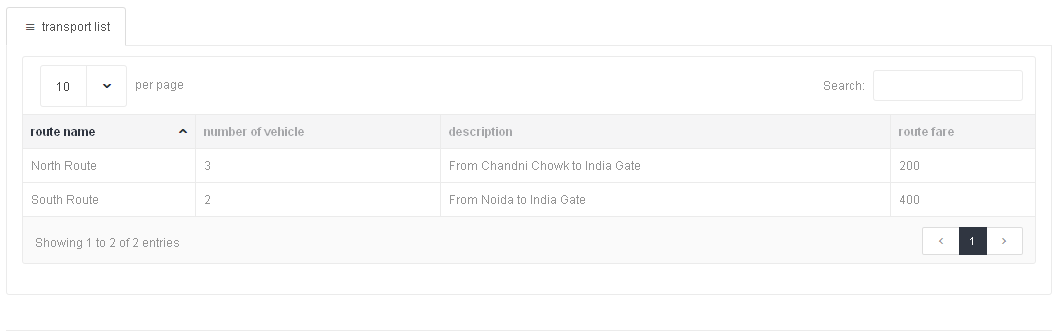 transport list
10 per page Search:
route name number of vehicle description route fare
North Route 3 From Chandni Chowk to India Gate 200
South Route 2 From Noida to India Gate 400
Showing 1 to 2 of 2 entries 1